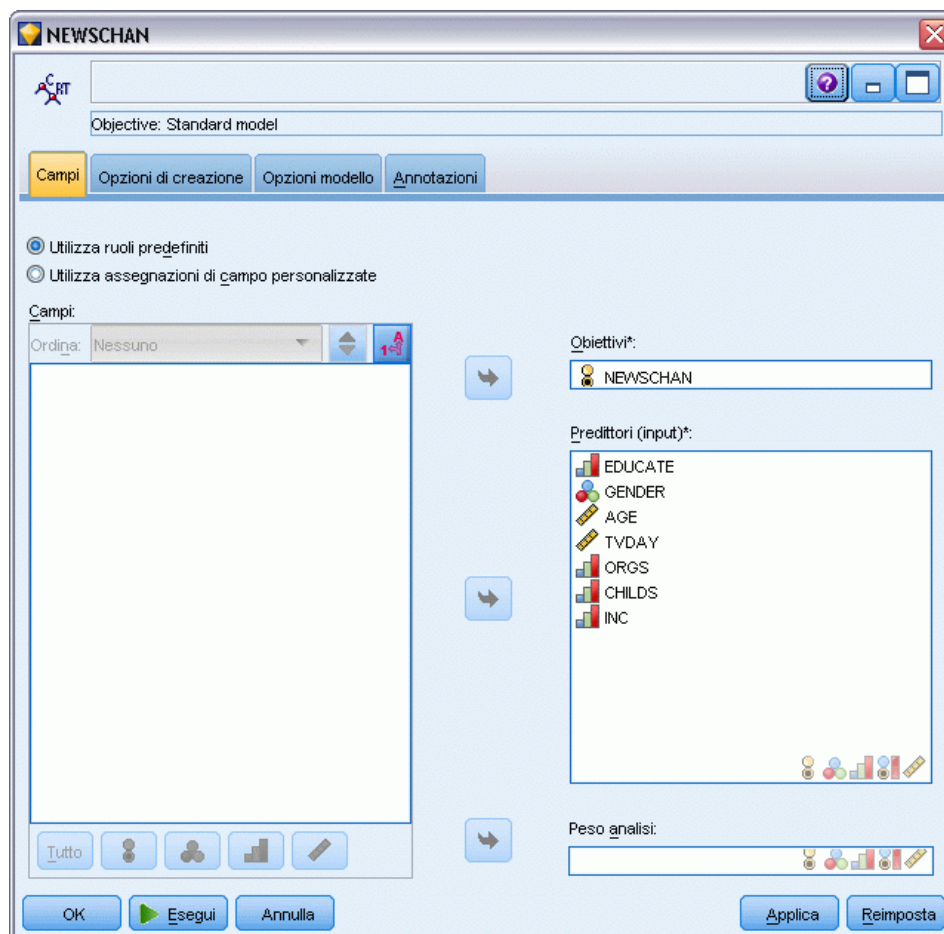 NEWSCHAN
C RT
Objective: Standard model
Campi
Opzioni di creazione
Opzioni modello
Annotazioni
Utilizza ruoli predefiniti
Utilizza assegnazioni di campo personalizzate
Campi:
Ordina: Nessuno
A
1
Obiettivi*:
NEWSCHAN
Predittori (input)*:
EDUCATE
GENDER
AGE
TVDAY
ORGS
CHILDS
INC
Tutto
Peso analisi:
OK
Esegui
Annulla
Applica
Reimposta